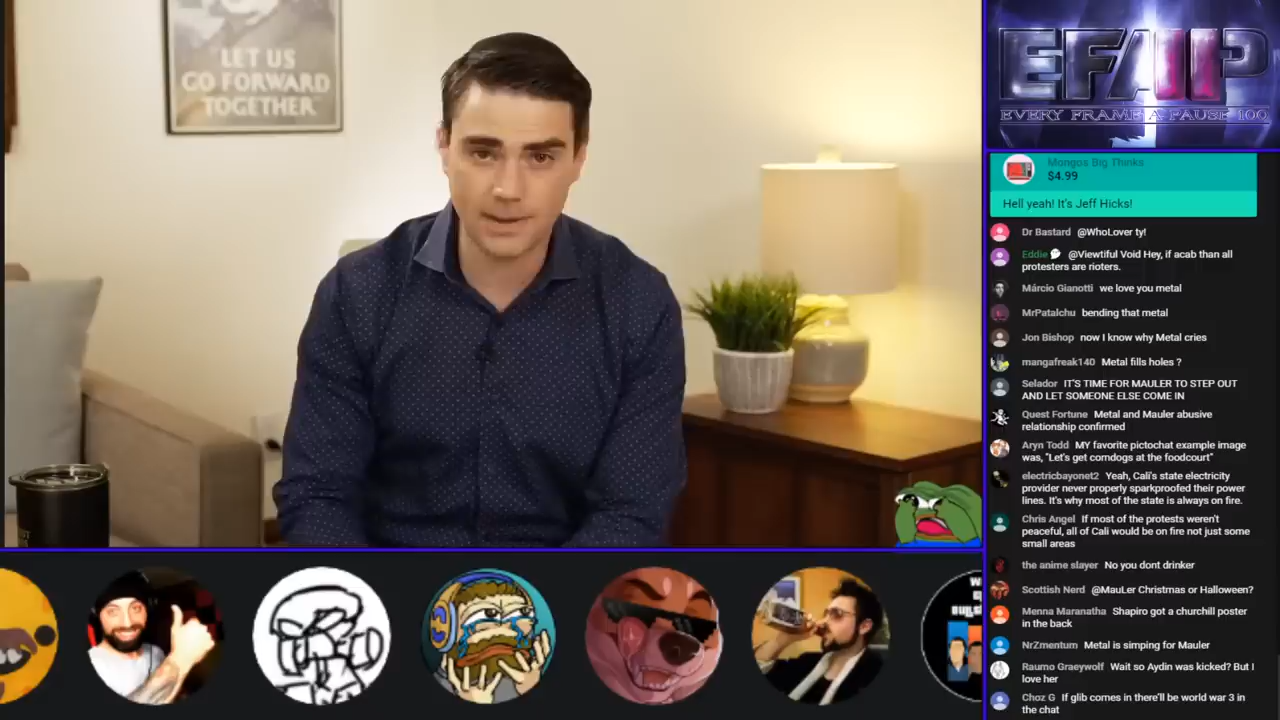 LET US
GO FORWARD
TOGETHER
EFAP
EVERY FRAME A PAUSE 100
Mongos Big Thinks
$4.99
Hell yeah! It's Jeff Hicks!
Dr Bastard @WhoLover ty!
Eddie @Viewtiful Void Hey, if acab than all
protesters are rioters.
Márcio Gianotti we love you metal
MrPatalchu bending that metal
Jon Bishop now I know why Metal cries
mangafreak140 Metal fills holes ?
Selador IT'S TIME FOR MAULER TO STEP OUT
AND LET SOMEONE ELSE COME IN
Quest Fortune Metal and Mauler abusive
relationship confirmed
Aryn Todd MY favorite pictochat example image
was, "Let's get corndogs at the foodcourt"
electricbayonet2 Yeah, Cali's state electricity
provider never properly sparkproofed their power
lines. It's why most of the state is always on fire.
Chris Angel If most of the protests weren't
peaceful, all of Cali would be on fire not just some
small areas
the anime slayer No you dont drinker
Scottish Nerd @MauLer Christmas or Halloween?
Menna Maranatha Shapiro got a churchill poster
in the back
NrZmentum Metal is simping for Mauler
Raumo Graeywolf Wait so Aydin was kicked? But I
love her
Choz G If glib comes in there'll be world war 3 in
the chat